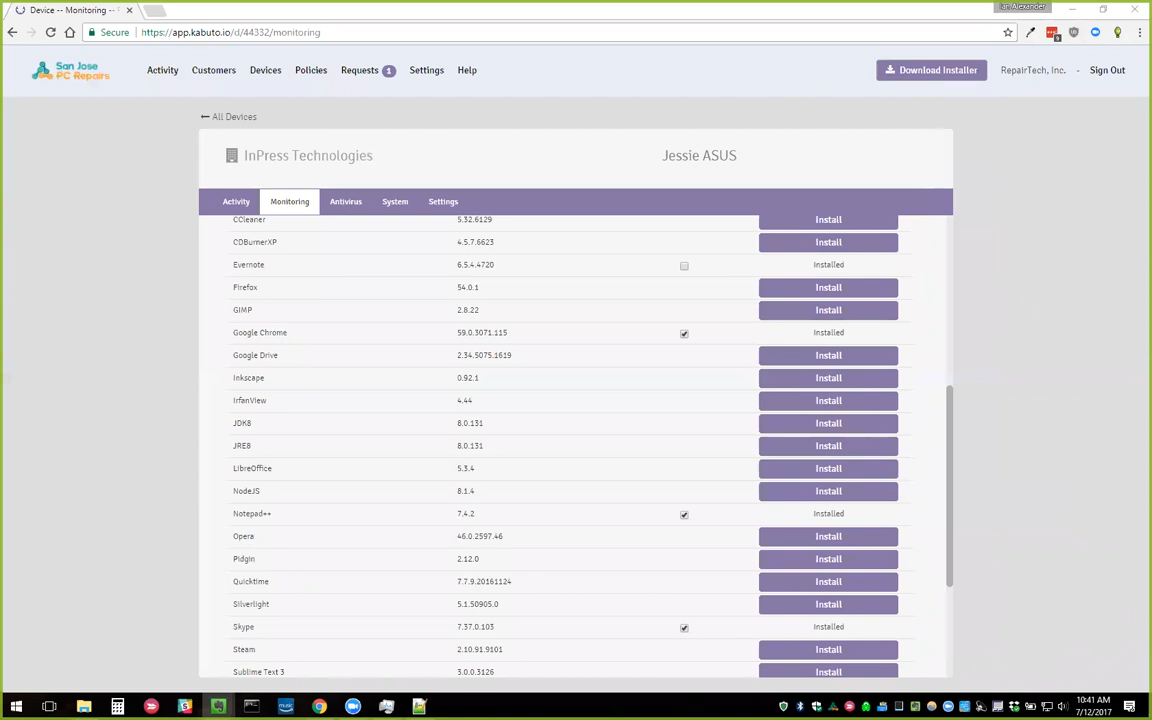 Ian Alexander
Device -- Monitoring --
Secure https://app.kabuto.io/d/44332/monitoring
San Jose
PC Repairs
Activity Customers Devices Policies Requests 1 Settings Help
Download Installer RepairTech, Inc. - Sign Out
All Devices
InPress Technologies Jessie ASUS
Activity Monitoring Antivirus System Settings
CCleaner 5.32.6129 Install
CDBurnerXP 4.5.7.6623 Install
Evernote 6.5.4.4720 Installed
Firefox 54.0.1 Install
GIMP 2.8.22 Install
Google Chrome 59.0.3071.115 Installed
Google Drive 2.34.5075.1619 Install
Inkscape 0.92.1 Install
IrfanView 4.44 Install
JDK8 8.0.131 Install
JRE8 8.0.131 Install
LibreOffice 5.3.4 Install
NodeJS 8.1.4 Install
Notepad++ 7.4.2 Installed
Opera 46.0.2597.46 Install
Pidgin 2.12.0 Install
Quicktime 7.7.9.20161124 Install
Silverlight 5.1.50905.0 Install
Skype 7.37.0.103 Installed
Steam 2.10.91.9101 Install
Sublime Text 3 3.0.0.3126 Install
music
10:41 AM
7/12/2017